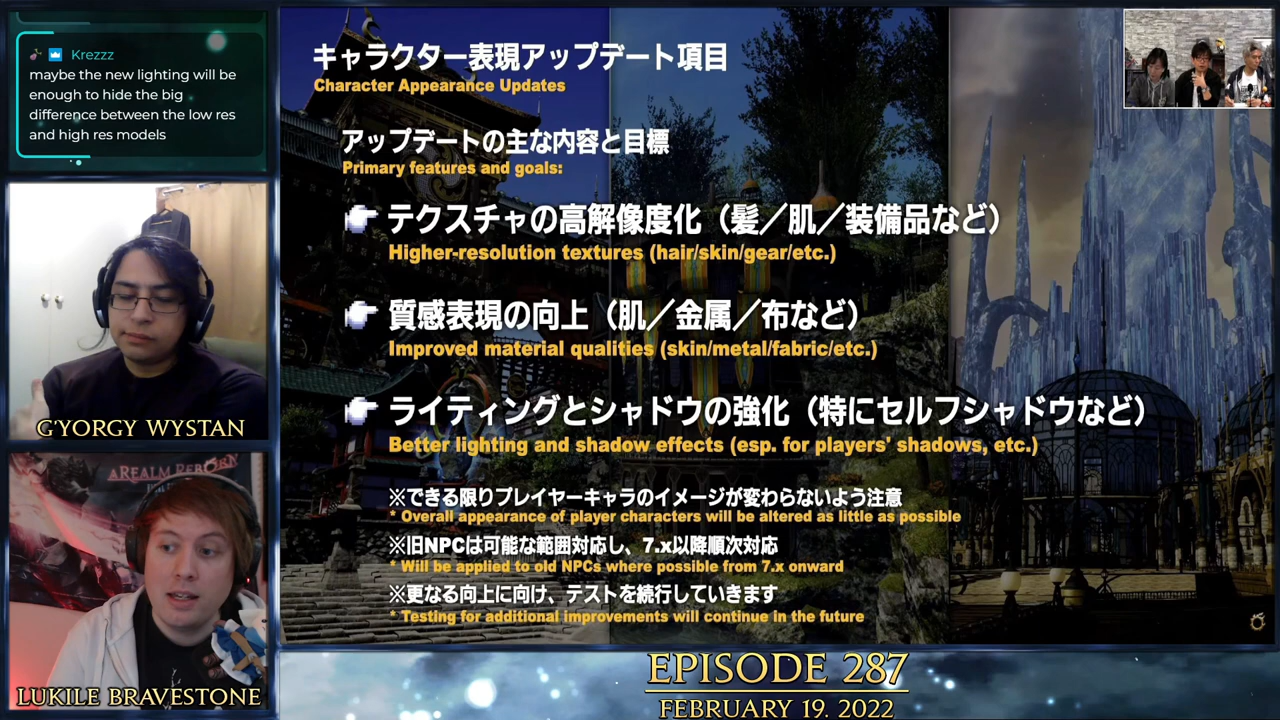 Krezzz
maybe the new lighting will be
enough to hide the big
difference between the low res
and high res models
G'YORGY WYSTAN
A REALM REBORN
LUKILE BRAVESTONE
キャラクター表現アップデート項目
Character Appearance Updates
アップデートの主な内容と目標
Primary features and goals:
テクスチャの高解像度化（髪／肌／装備品など）
Higher-resolution textures (hair/skin/gear/etc.)
質感表現の向上（肌／金属／布など）
Improved material qualities (skin/metal/fabric/etc.)
ライティングとシャドウの強化（特にセルフシャドウなど）
Better lighting and shadow effects (esp. for players' shadows, etc.)
※できる限りプレイヤーキャラのイメージが変わらないよう注意
* Overall appearance of player characters will be altered as little as possible
※旧NPCは可能な範囲対応し、7.x以降順次対応
* Will be applied to old NPCs where possible from 7.x onward
※更なる向上に向け、テストを続行していきます
* Testing for additional improvements will continue in the future
EPISODE 287
FEBRUARY 19, 2022